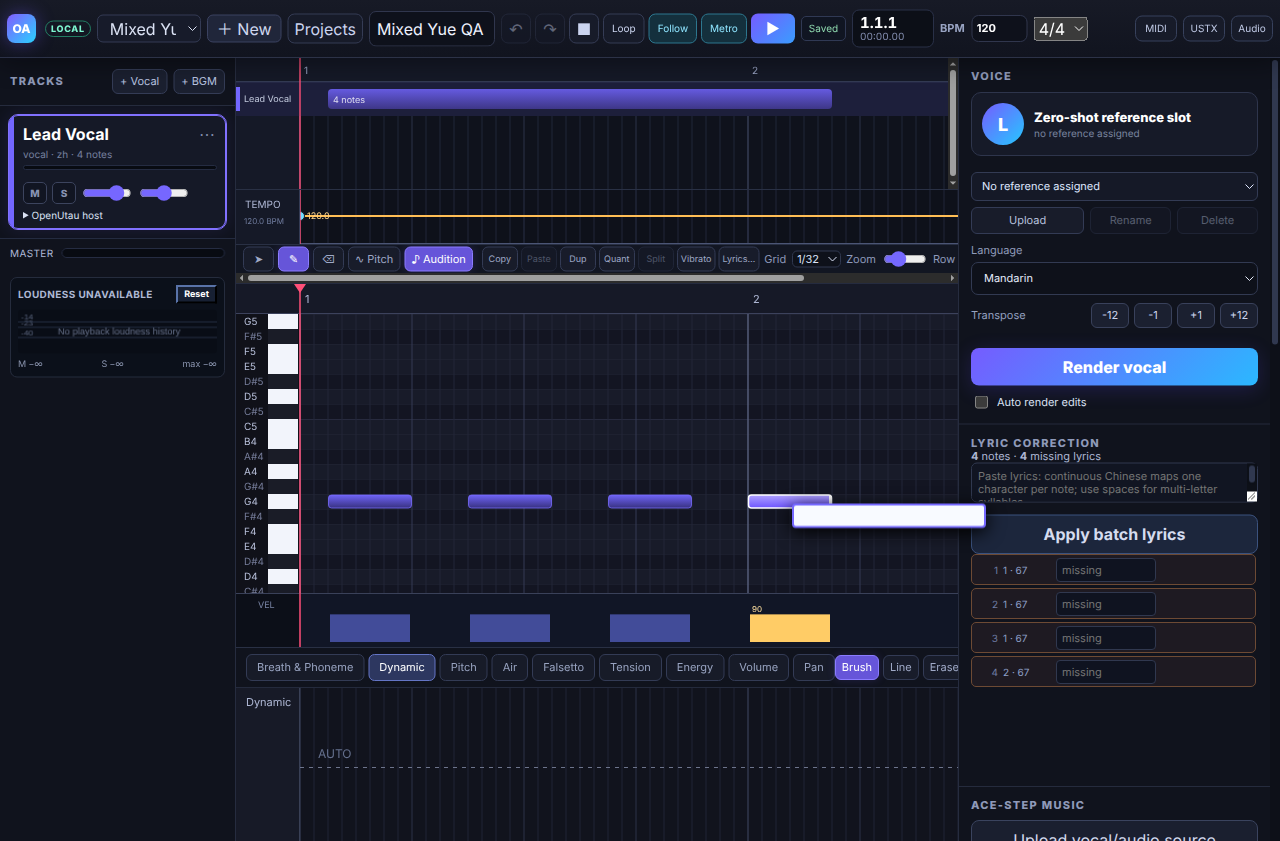 OA LOCAL Mixed Yu + New Projects Mixed Yue QA Loop Follow Metro Saved 1.1.1 00:00.00 BPM 120 4/4 MIDI USTX Audio
TRACKS + Vocal + BGM
Lead Vocal ...
vocal · zh · 4 notes
M S
OpenUtau host
MASTER
LOUDNESS UNAVAILABLE Reset
-14
-23
-40
No playback loudness history
M −∞ S −∞ max −∞
1 2
Lead Vocal 4 notes
TEMPO
120.0 BPM 120.0
Pitch Audition Copy Paste Dup Quant Split Vibrato Lyrics... Grid 1/32 Zoom Row
1 2
G5
F#5
F5
E5
D#5
D5
C#5
C5
B4
A#4
A4
G#4
G4
F#4
F4
E4
D#4
D4
C#4
VEL 90
Breath & Phoneme Dynamic Pitch Air Falsetto Tension Energy Volume Pan Brush Line Erase
Dynamic
AUTO
VOICE
L Zero-shot reference slot
no reference assigned
No reference assigned
Upload Rename Delete
Language
Mandarin
Transpose -12 -1 +1 +12
Render vocal
Auto render edits
LYRIC CORRECTION
4 notes · 4 missing lyrics
Paste lyrics: continuous Chinese maps one
character per note; use spaces for multi-letter
syllables
Apply batch lyrics
1 1 · 67 missing
2 1 · 67 missing
3 1 · 67 missing
4 2 · 67 missing
ACE-STEP MUSIC
Upload vocal/audio source